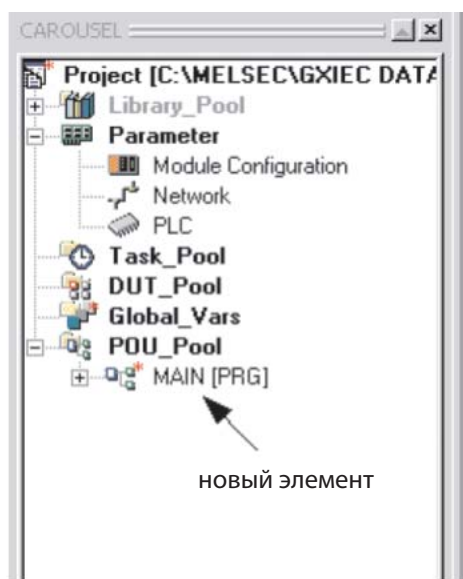 CAROUSEL
Project [C:\MELSEC\GXIEC DATA
Library_Pool
Parameter
Module Configuration
Network
PLC
Task_Pool
DUT_Pool
Global_Vars
POU_Pool
MAIN [PRG]
новый элемент